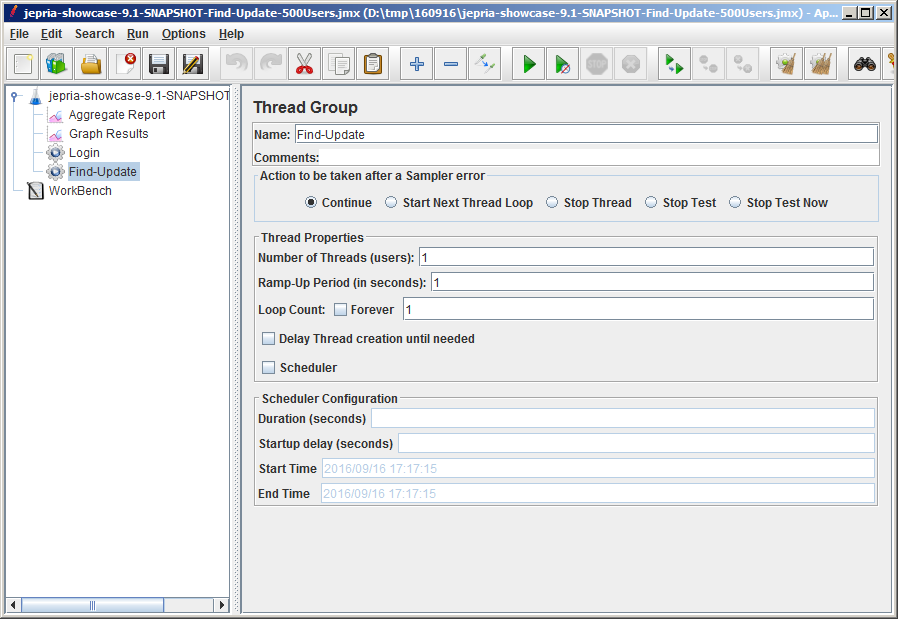 jepria-showcase-9.1-SNAPSHOT-Find-Update-500Users.jmx (D:\tmp\160916\jepria-showcase-9.1-SNAPSHOT-Find-Update-500Users.jmx) - Ap...
File Edit Search Run Options Help
STOP
jepria-showcase-9.1-SNAPSHOT
Aggregate Report
Graph Results
Login
Find-Update
WorkBench
Thread Group
Name: Find-Update
Comments:
Action to be taken after a Sampler error
Continue Start Next Thread Loop Stop Thread Stop Test Stop Test Now
Thread Properties
Number of Threads (users): 1
Ramp-Up Period (in seconds): 1
Loop Count: Forever 1
Delay Thread creation until needed
Scheduler
Scheduler Configuration
Duration (seconds)
Startup delay (seconds)
Start Time 2016/09/16 17:17:15
End Time 2016/09/16 17:17:15